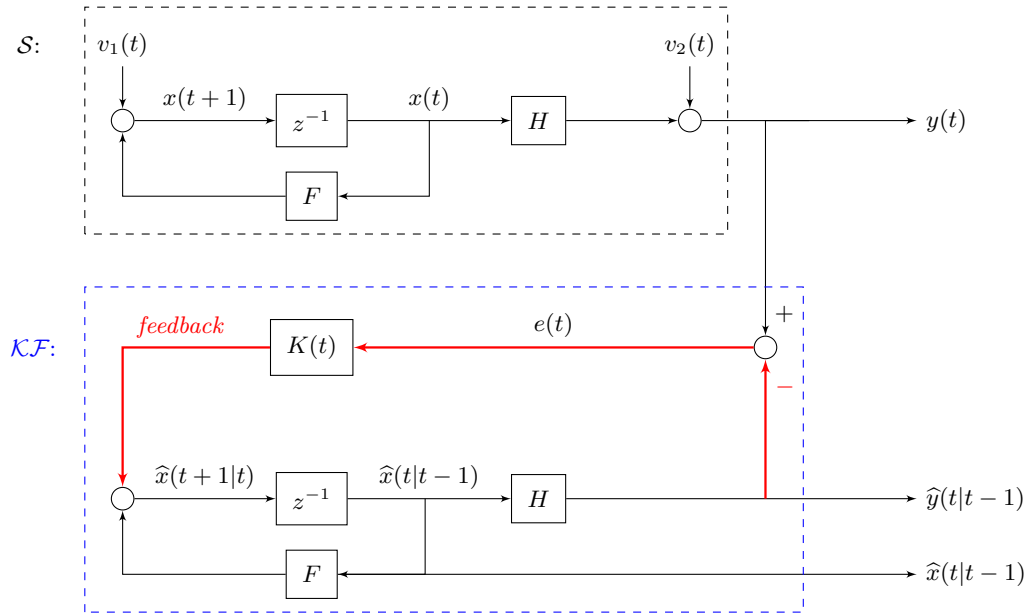 𝒮:
v₁(t)
v₂(t)
x(t+1)
z⁻¹
x(t)
H
y(t)
F
+
𝒦ℱ:
feedback
K(t)
e(t)
−
x̂(t+1|t)
z⁻¹
x̂(t|t−1)
H
ŷ(t|t−1)
F
x̂(t|t−1)